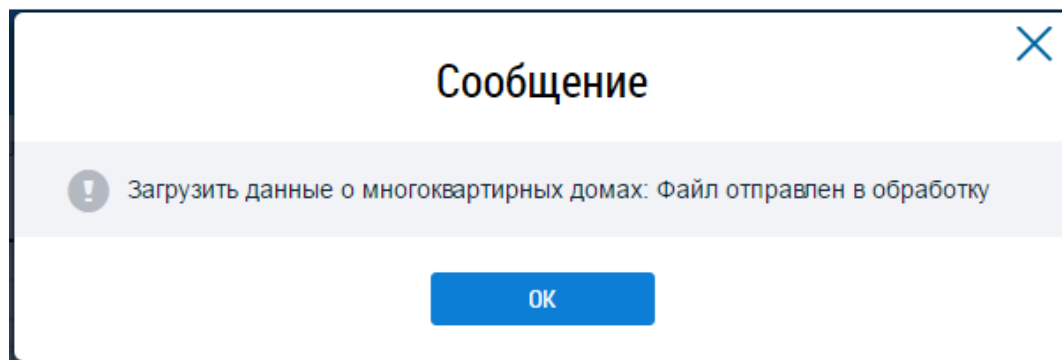 Сообщение
Загрузить данные о многоквартирных домах: Файл отправлен в обработку
ОК